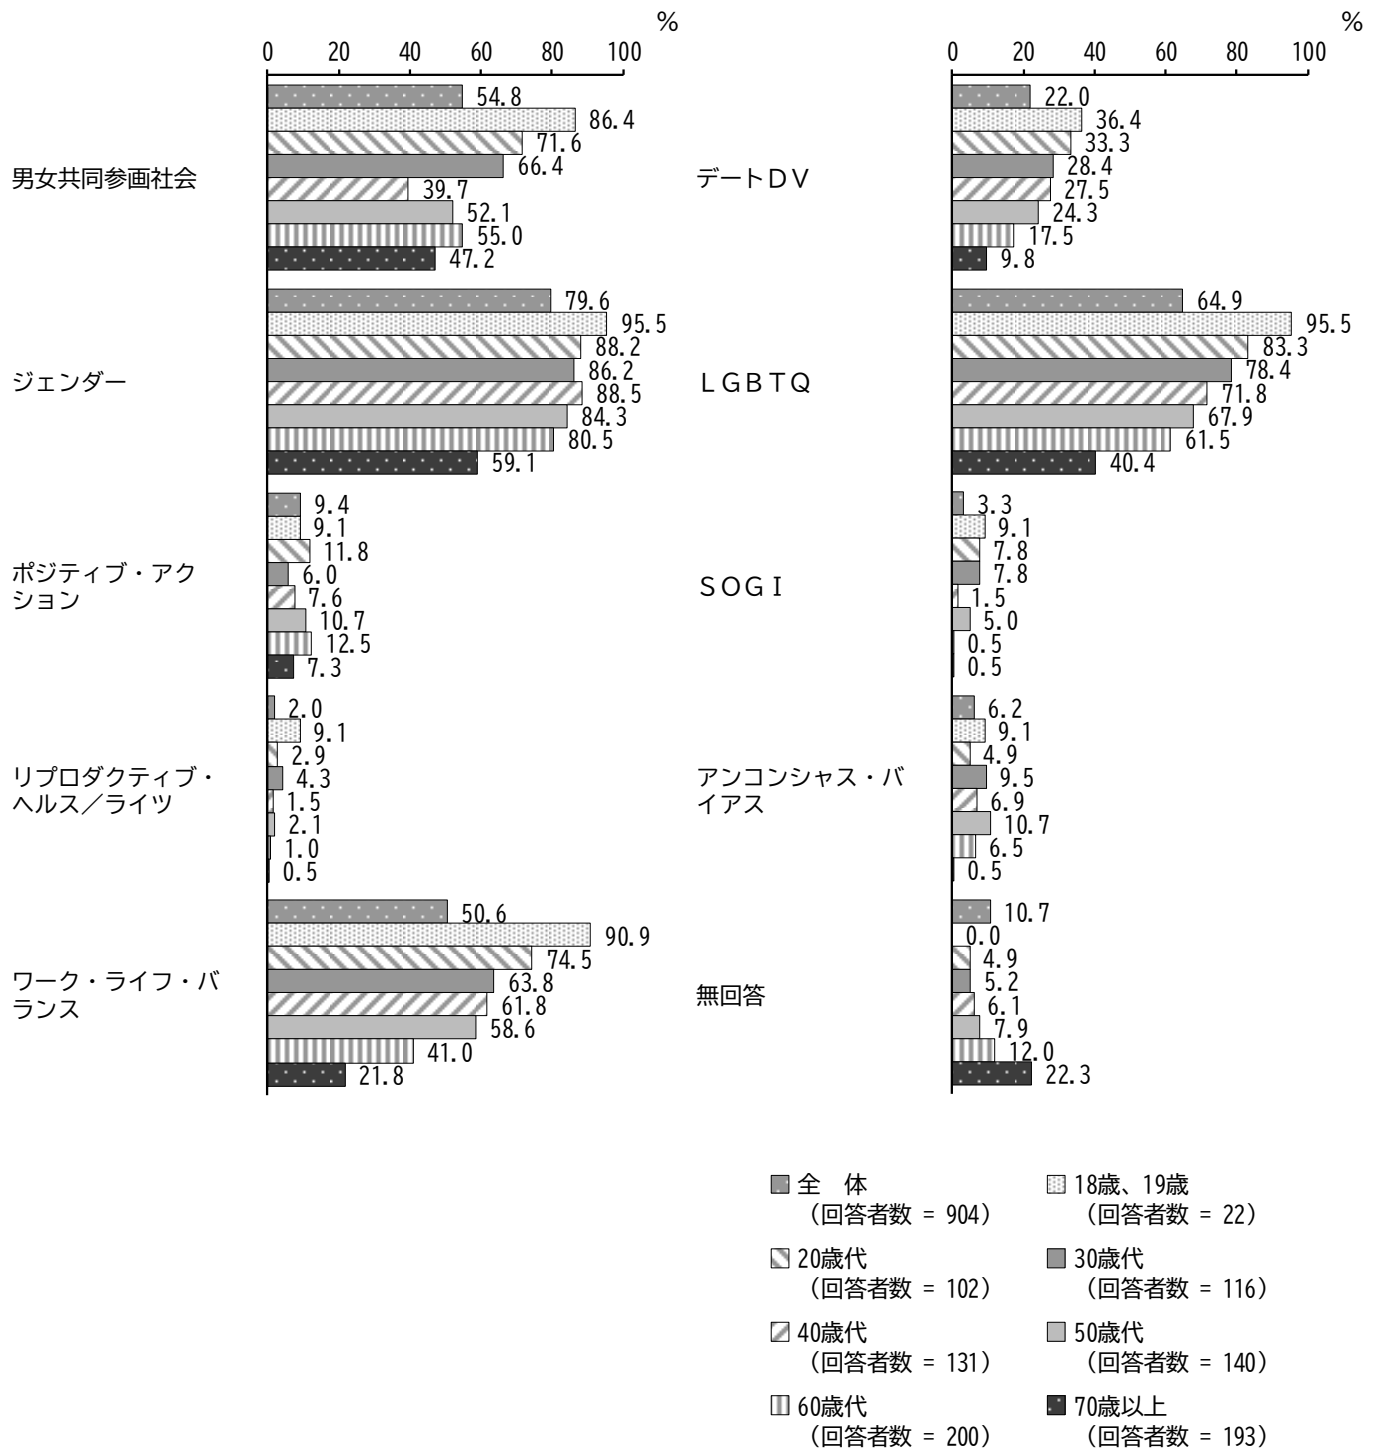 %
0 20 40 60 80 100
男女共同参画社会
54.8
86.4
71.6
66.4
39.7
52.1
55.0
47.2
ジェンダー
79.6
95.5
88.2
86.2
88.5
84.3
80.5
59.1
ポジティブ・アク
ション
9.4
9.1
11.8
6.0
7.6
10.7
12.5
7.3
リプロダクティブ・
ヘルス／ライツ
2.0
9.1
2.9
4.3
1.5
2.1
1.0
0.5
ワーク・ライフ・バ
ランス
50.6
90.9
74.5
63.8
61.8
58.6
41.0
21.8
%
0 20 40 60 80 100
デートＤＶ
22.0
36.4
33.3
28.4
27.5
24.3
17.5
9.8
ＬＧＢＴＱ
64.9
95.5
83.3
78.4
71.8
67.9
61.5
40.4
ＳＯＧＩ
3.3
9.1
7.8
7.8
1.5
5.0
0.5
0.5
アンコンシャス・バ
イアス
6.2
9.1
4.9
9.5
6.9
10.7
6.5
0.5
無回答
10.7
0.0
4.9
5.2
6.1
7.9
12.0
22.3
全　体
（回答者数 = 904）
18歳、19歳
（回答者数 = 22）
20歳代
（回答者数 = 102）
30歳代
（回答者数 = 116）
40歳代
（回答者数 = 131）
50歳代
（回答者数 = 140）
60歳代
（回答者数 = 200）
70歳以上
（回答者数 = 193）